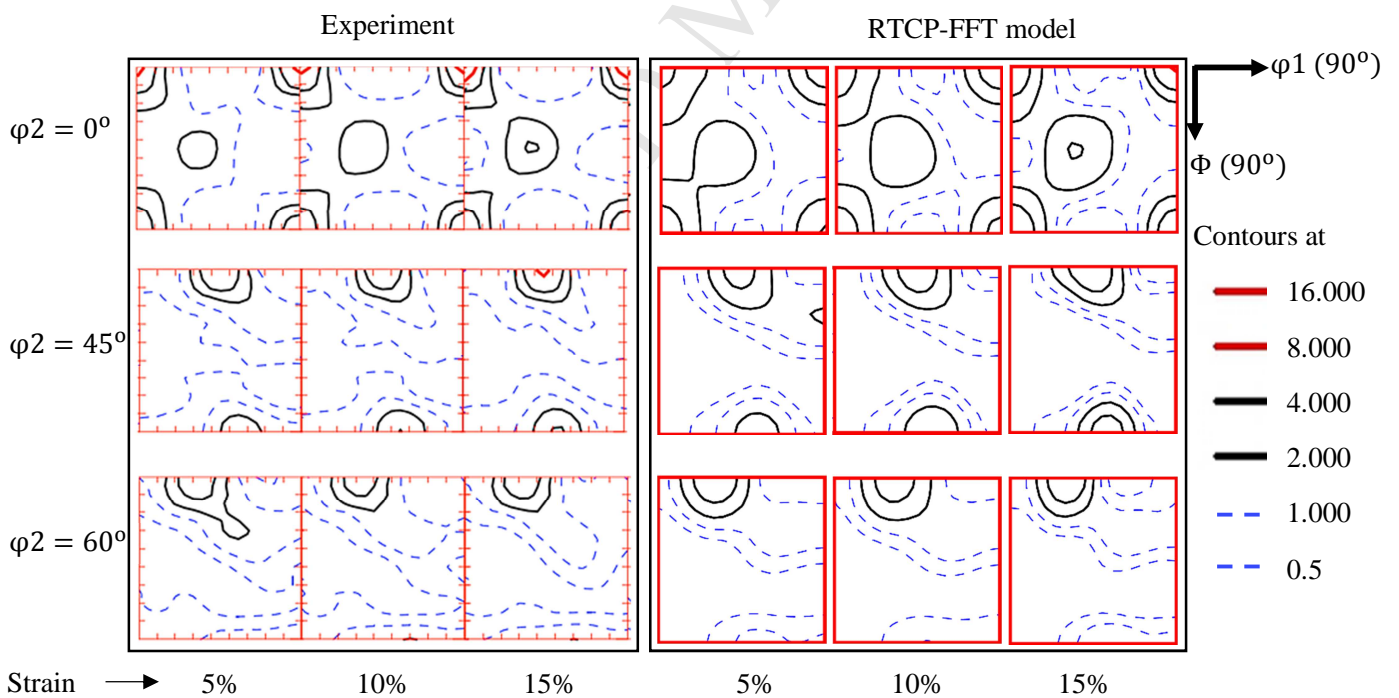 Experiment
RTCP-FFT model
φ1 (90°)
φ2 = 0°
Φ (90°)
Contours at
16.000
φ2 = 45°
8.000
4.000
2.000
φ2 = 60°
1.000
0.5
Strain 5% 10% 15% 5% 10% 15%